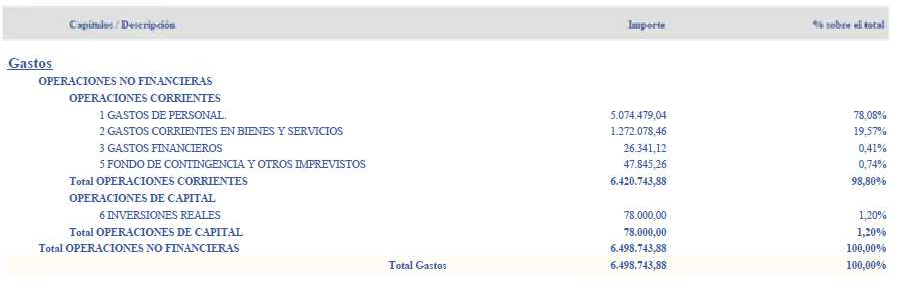 Capítulos / Descripción Importe % sobre el total
Gastos
OPERACIONES NO FINANCIERAS
OPERACIONES CORRIENTES
1 GASTOS DE PERSONAL. 5.074.479,04 78,08%
2 GASTOS CORRIENTES EN BIENES Y SERVICIOS 1.272.078,46 19,57%
3 GASTOS FINANCIEROS 26.341,12 0,41%
5 FONDO DE CONTINGENCIA Y OTROS IMPREVISTOS 47.845,26 0,74%
Total OPERACIONES CORRIENTES 6.420.743,88 98,80%
OPERACIONES DE CAPITAL
6 INVERSIONES REALES 78.000,00 1,20%
Total OPERACIONES DE CAPITAL 78.000,00 1,20%
Total OPERACIONES NO FINANCIERAS 6.498.743,88 100,00%
Total Gastos 6.498.743,88 100,00%